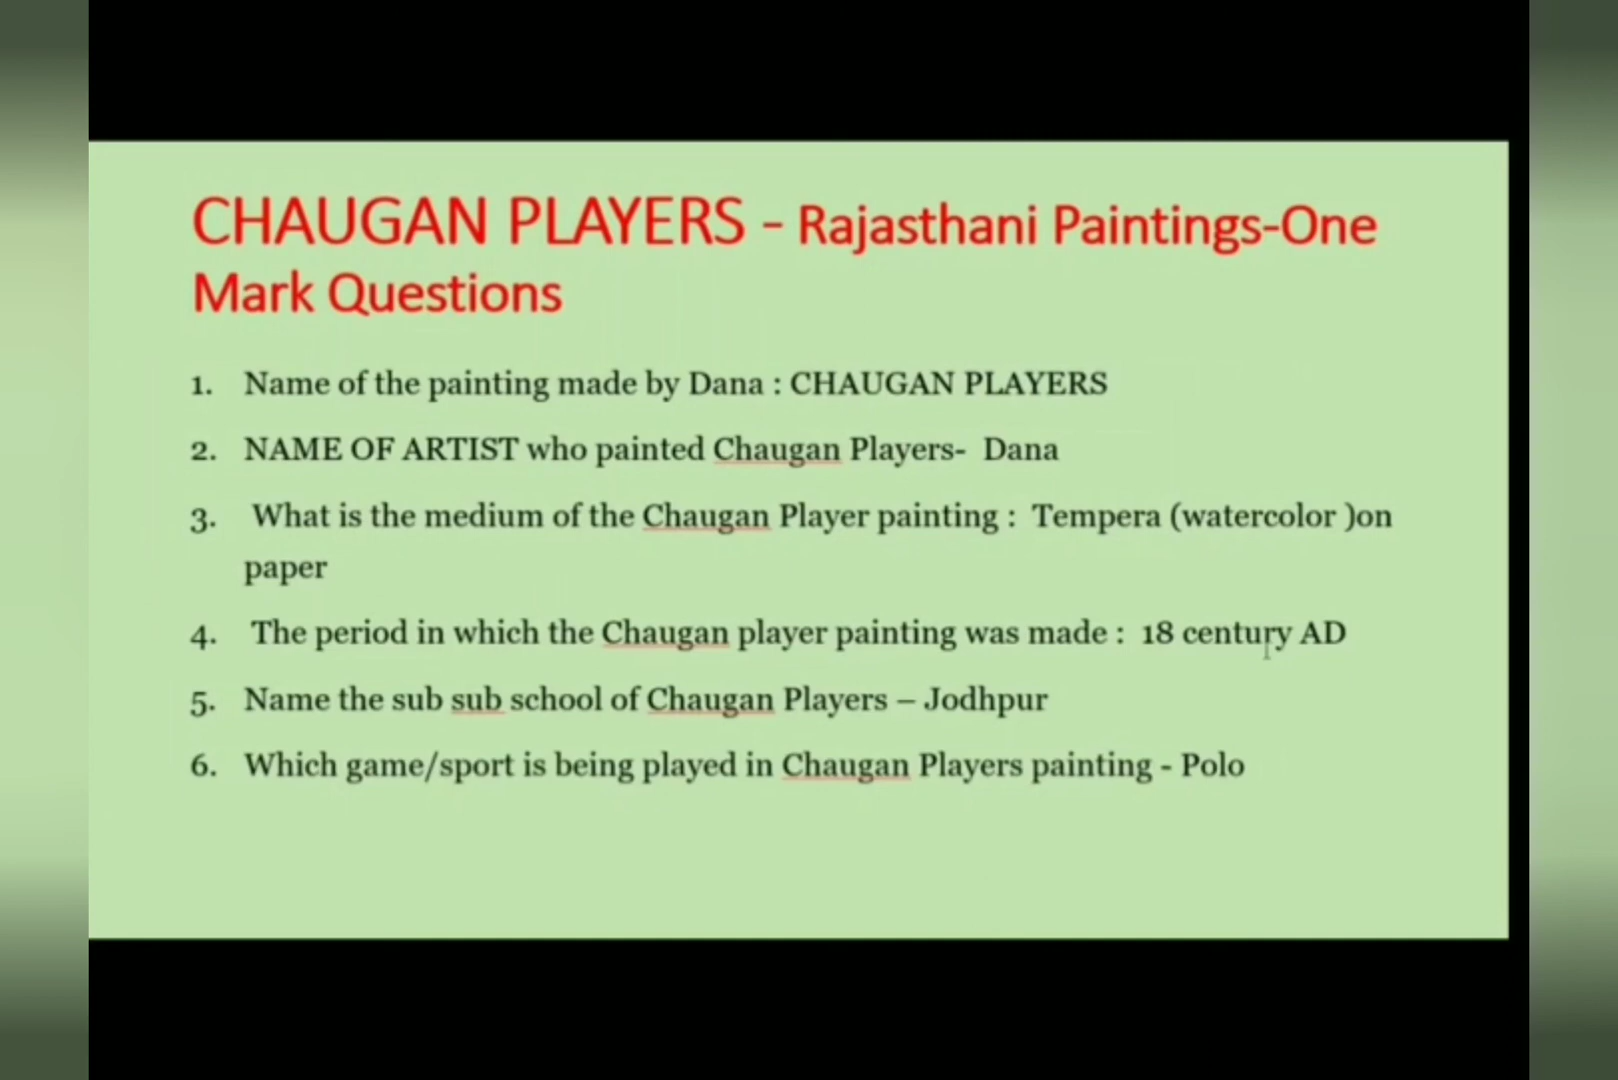 CHAUGAN PLAYERS - Rajasthani Paintings-One
Mark Questions
1. Name of the painting made by Dana : CHAUGAN PLAYERS
2. NAME OF ARTIST who painted Chaugan Players- Dana
3. What is the medium of the Chaugan Player painting : Tempera (watercolor )on
paper
4. The period in which the Chaugan player painting was made : 18 century AD
5. Name the sub sub school of Chaugan Players – Jodhpur
6. Which game/sport is being played in Chaugan Players painting - Polo